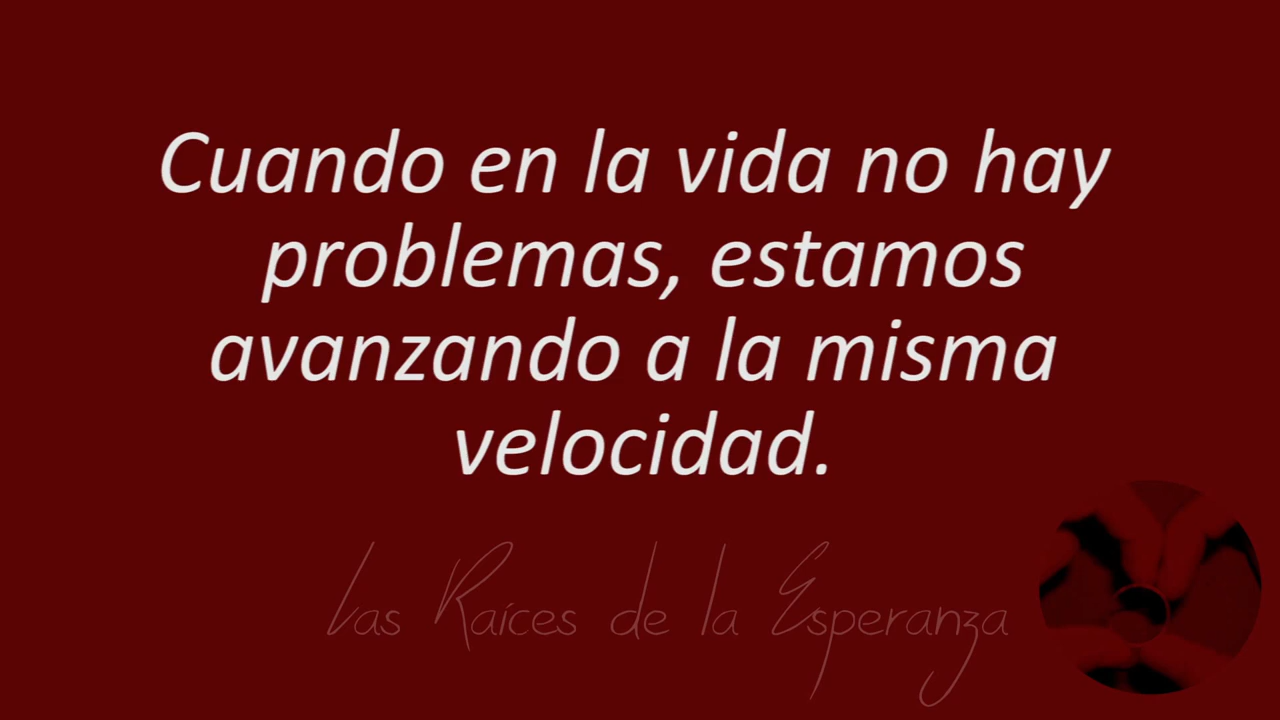 Cuando en la vida no hay
problemas, estamos
avanzando a la misma
velocidad.
Las Raíces de la Esperanza